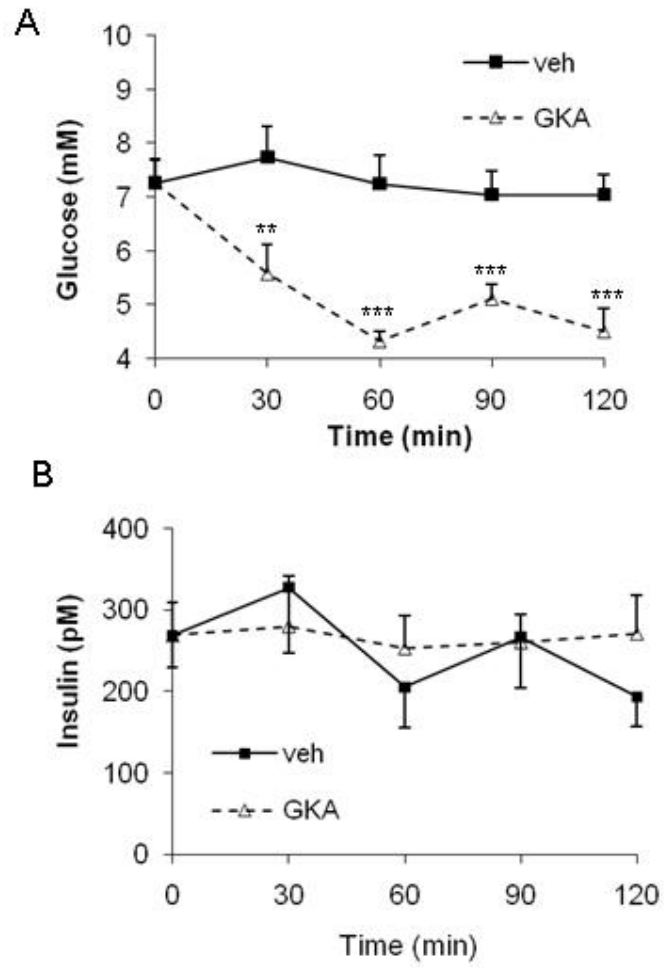 A
10
9
8
7
6
5
4
Glucose (mM)
veh
GKA
**
***
***
***
0 30 60 90 120
Time (min)
B
400
300
200
100
0
Insulin (pM)
veh
GKA
0 30 60 90 120
Time (min)